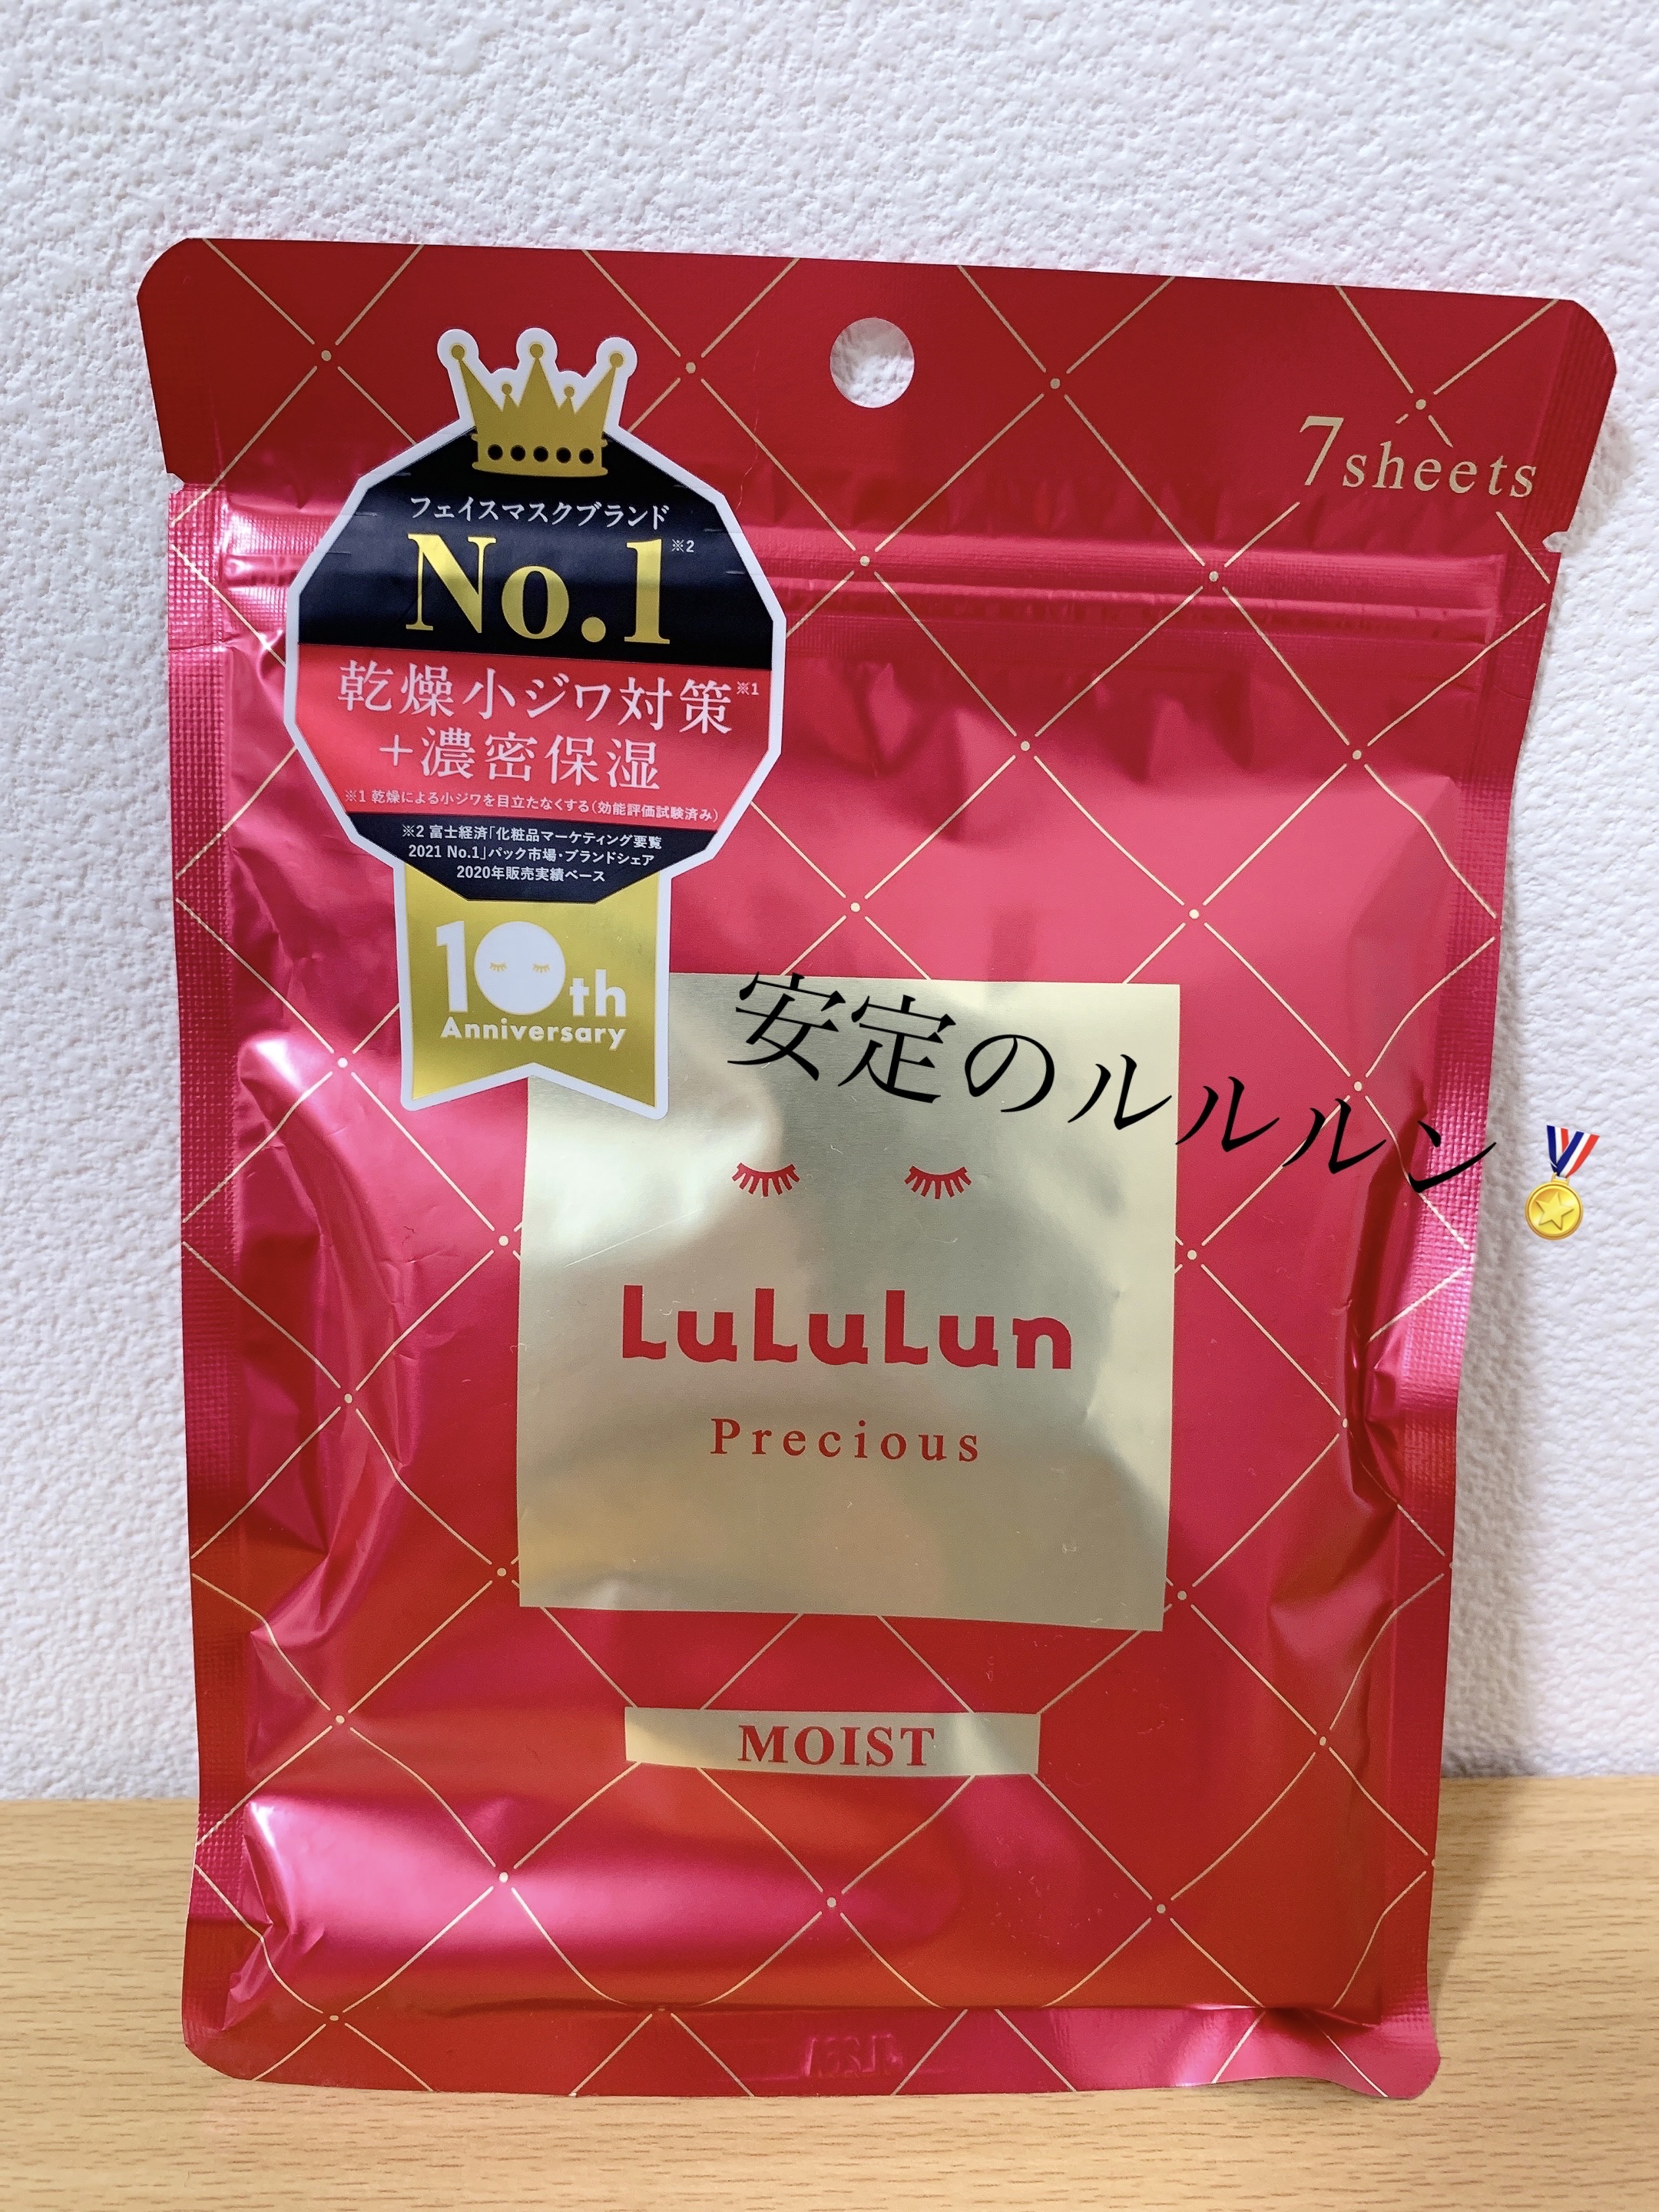 7sheets
フェイスマスクブランド
No.1※2
乾燥小ジワ対策※1
+濃密保湿
※1 乾燥による小ジワを目立たなくする(効能評価試験済み)
※2 富士経済「化粧品マーケティング要覧
2021 No.1」パック市場・ブランドシェア
2020年販売実績ベース
10th
Anniversary
安定のルルルン🏅
LuLuLun
Precious
MOIST